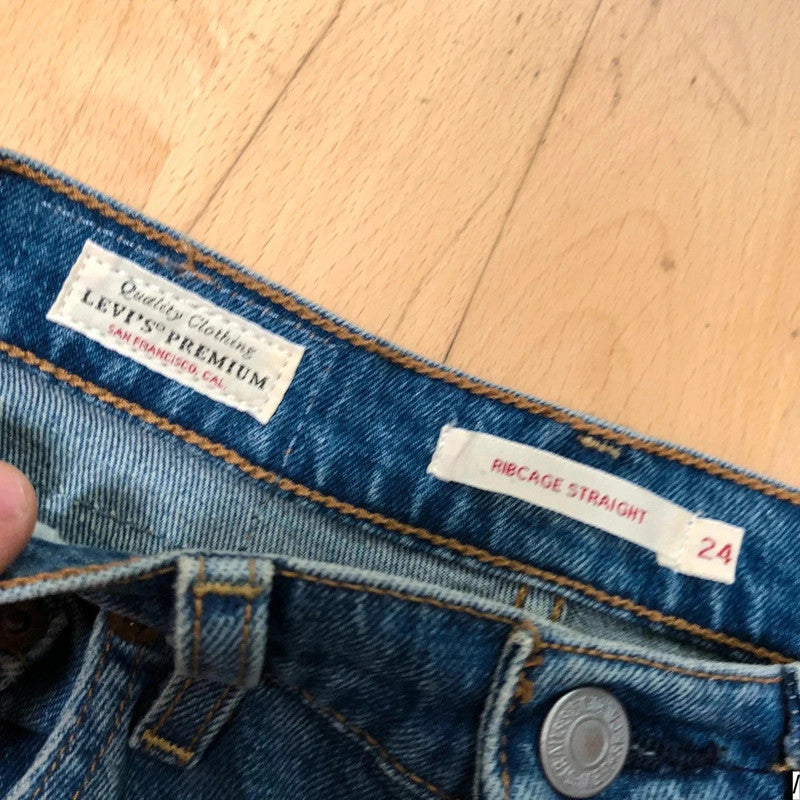 Quality Clothing
LEVI'S® PREMIUM
SAN FRANCISCO, CAL.
RIBCAGE STRAIGHT
24